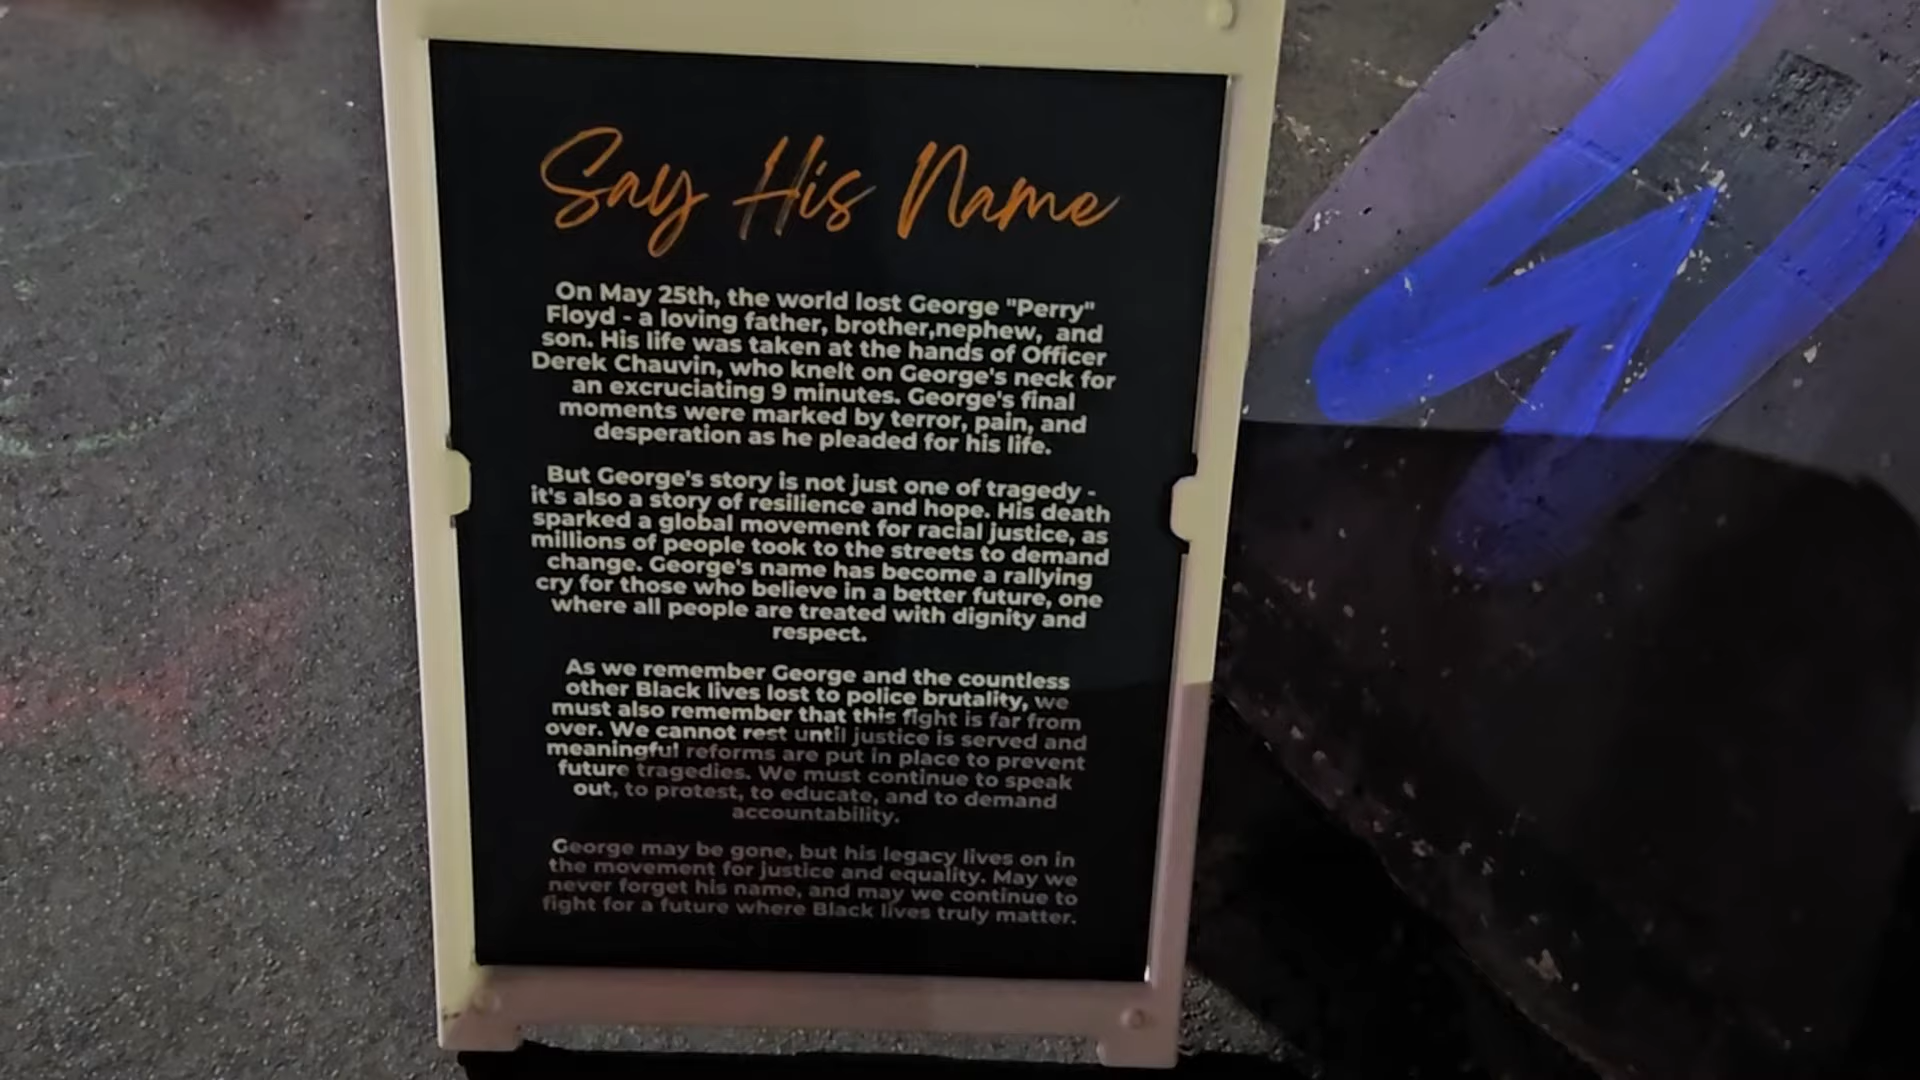 Say His Name
On May 25th, the world lost George "Perry"
Floyd - a loving father, brother,nephew, and
son. His life was taken at the hands of Officer
Derek Chauvin, who knelt on George's neck for
an excruciating 9 minutes. George's final
moments were marked by terror, pain, and
desperation as he pleaded for his life.
But George's story is not just one of tragedy -
it's also a story of resilience and hope. His death
sparked a global movement for racial justice, as
millions of people took to the streets to demand
change. George's name has become a rallying
cry for those who believe in a better future, one
where all people are treated with dignity and
respect.
As we remember George and the countless
other Black lives lost to police brutality, we
must also remember that this fight is far from
over. We cannot rest until justice is served and
meaningful reforms are put in place to prevent
future tragedies. We must continue to speak
out, to protest, to educate, and to demand
accountability.
George may be gone, but his legacy lives on in
the movement for justice and equality. May we
never forget his name, and may we continue to
fight for a future where Black lives truly matter.